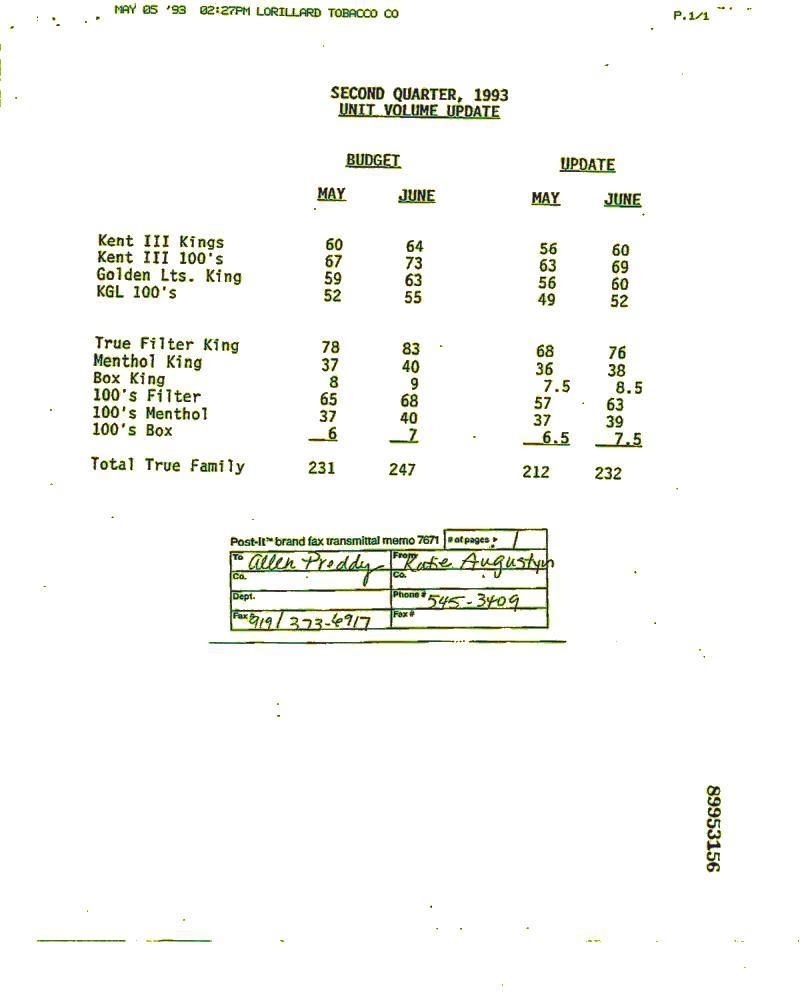 MAY 05 '93 02:27PM LORILLARD TOBACCO CO P.1/1
SECOND QUARTER, 1993
UNIT VOLUME UPDATE
BUDGET UPDATE
MAY JUNE MAY JUNE
Kent III Kings 60 64 56 60
Kent III 100's 67 73 63 69
Golden Lts. King 59 63 56 60
KGL 100's 52 55 49 52
True Filter King 78 83 68 76
Menthol King 37 40 36 38
Box King 8 9 7.5 8.5
100's Filter 65 68 57 63
100's Menthol 37 40 37 39
100's Box 6 7 6.5 7.5
Total True Family 231 247 212 232
Post-It™ brand fax transmittal memo 7671 # of pages ▸ 1
To Allen Preddy From Katie Augustyn
Co. Co.
Dept. Phone # 545-3409
Fax # 919/373-6917 Fax #
89953156